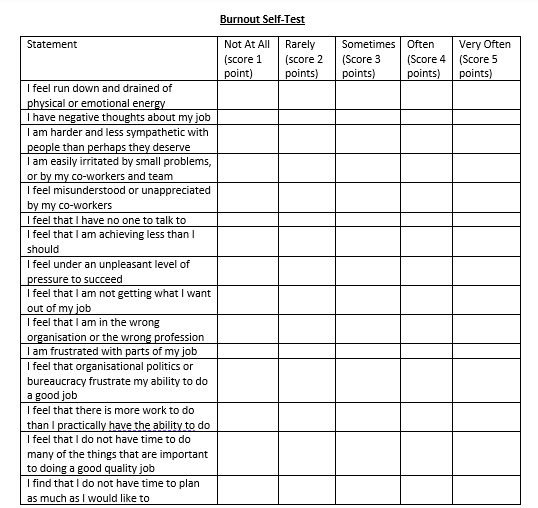 Burnout Self-Test
Statement
Not At All
(score 1
point)
Rarely
(score 2
points)
Sometimes
(Score 3
points)
Often
(Score 4
points)
Very Often
(Score 5
points)
I feel run down and drained of
physical or emotional energy
I have negative thoughts about my job
I am harder and less sympathetic with
people than perhaps they deserve
I am easily irritated by small problems,
or by my co-workers and team
I feel misunderstood or unappreciated
by my co-workers
I feel that I have no one to talk to
I feel that I am achieving less than I
should
I feel under an unpleasant level of
pressure to succeed
I feel that I am not getting what I want
out of my job
I feel that I am in the wrong
organisation or the wrong profession
I am frustrated with parts of my job
I feel that organisational politics or
bureaucracy frustrate my ability to do
a good job
I feel that there is more work to do
than I practically have the ability to do
I feel that I do not have time to do
many of the things that are important
to doing a good quality job
I find that I do not have time to plan
as much as I would like to